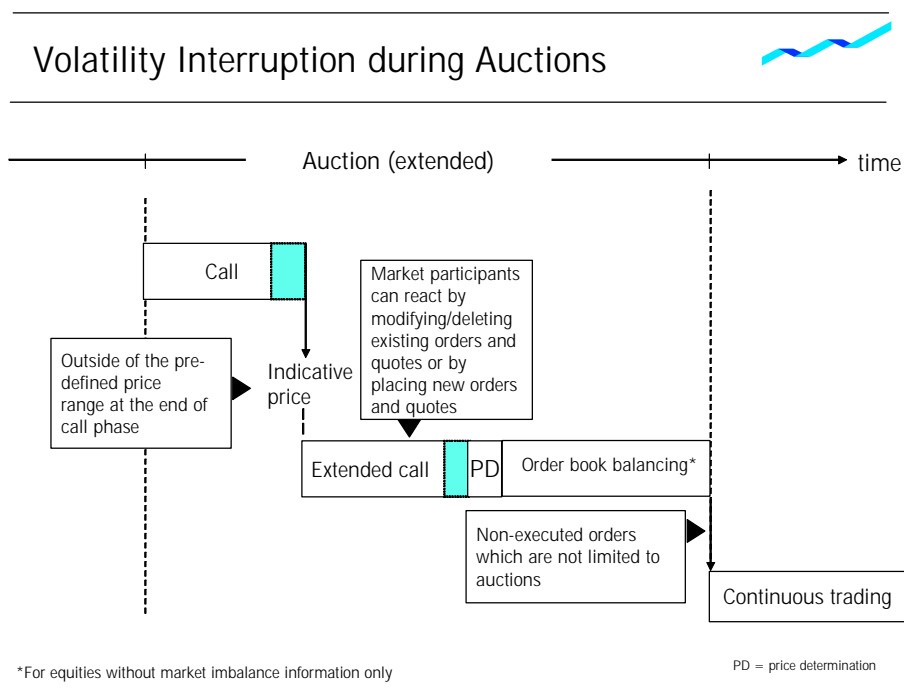 Volatility Interruption during Auctions
Auction (extended)
time
Call
Market participants
can react by
modifying/deleting
existing orders and
quotes or by
placing new orders
and quotes
Outside of the pre-
defined price
range at the end of
call phase
Indicative
price
Extended call
PD
Order book balancing*
Non-executed orders
which are not limited to
auctions
Continuous trading
*For equities without market imbalance information only
PD = price determination